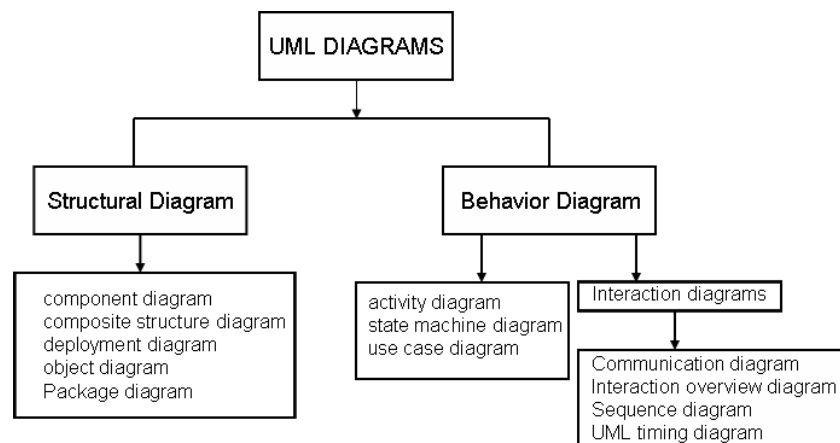 UML DIAGRAMS
Structural Diagram
Behavior Diagram
component diagram
composite structure diagram
deployment diagram
object diagram
Package diagram
activity diagram
state machine diagram
use case diagram
Interaction diagrams
Communication diagram
Interaction overview diagram
Sequence diagram
UML timing diagram